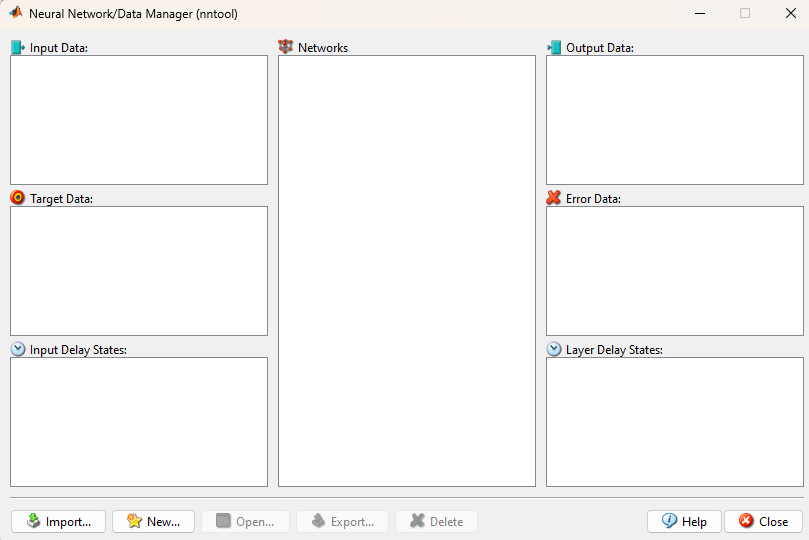 Neural Network/Data Manager (nntool)
Input Data:
Networks
Output Data:
Target Data:
Error Data:
Input Delay States:
Layer Delay States:
Import...
New...
Open...
Export...
Delete
Help
Close